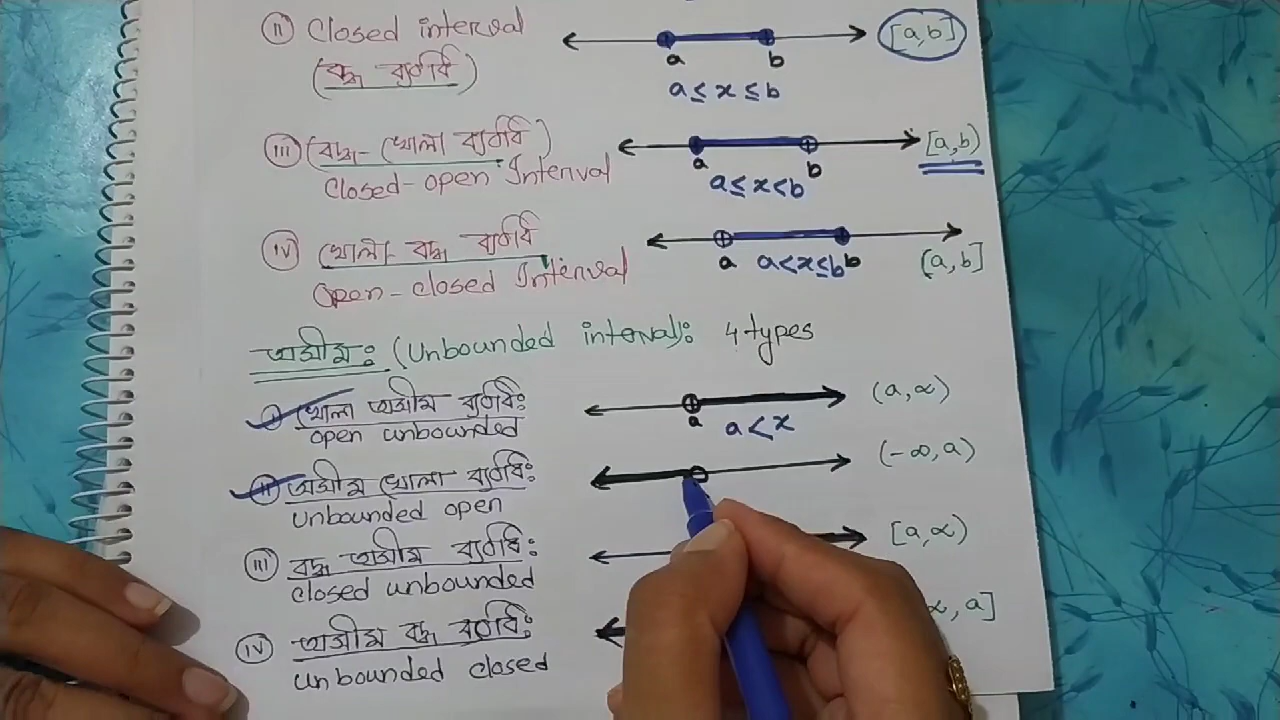 II Closed interval
(বদ্ধ ব্যবধি)
a b
a ≤ x ≤ b
[a,b]
III (বদ্ধ-খোলা ব্যবধি)
Closed-open Interval
a b
a ≤ x < b
[a,b)
IV খোলা-বদ্ধ ব্যবধি
Open-closed Interval
a a<x≤b b
(a,b]
অসীম: (Unbounded interval): 4 types
I খোলা অসীম ব্যবধি:
open unbounded
a a<x
(a,∝)
II অসীম খোলা ব্যবধি:
unbounded open
(-∞,a)
III বদ্ধ অসীম ব্যবধি:
closed unbounded
[a,∝)
IV অসীম বদ্ধ ব্যবধি:
unbounded closed
∝, a]